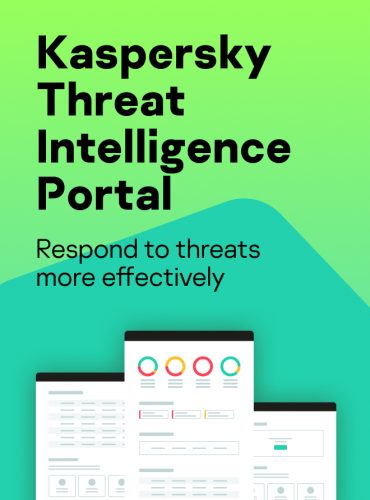 Kaspersky
Threat
Intelligence
Portal
Respond to threats
more effectively